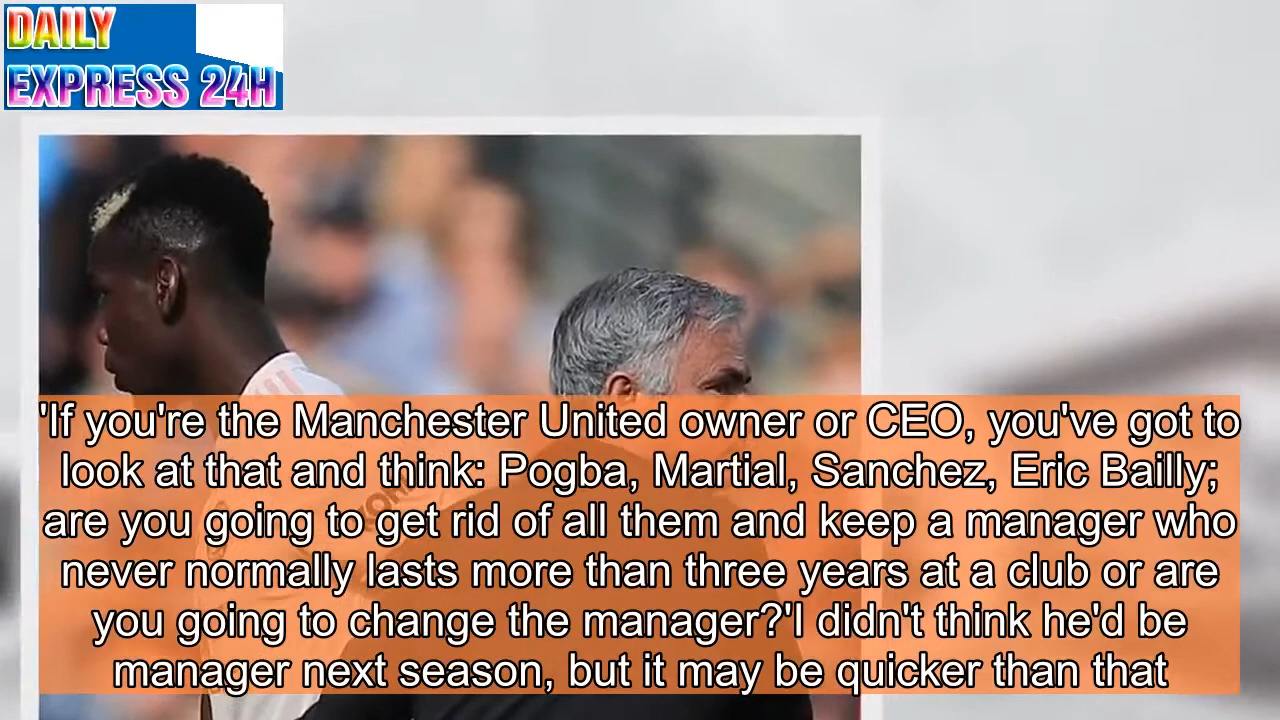 DAILY
EXPRESS 24H
'If you're the Manchester United owner or CEO, you've got to
look at that and think: Pogba, Martial, Sanchez, Eric Bailly;
are you going to get rid of all them and keep a manager who
never normally lasts more than three years at a club or are
you going to change the manager?'I didn't think he'd be
manager next season, but it may be quicker than that